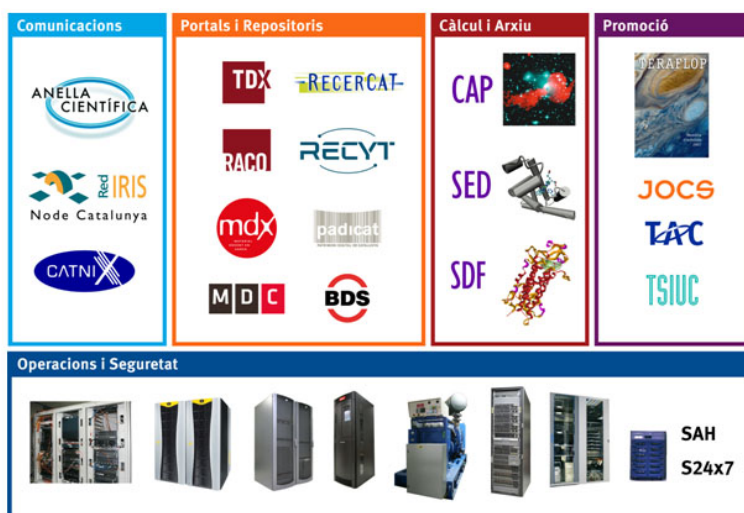 Comunicacions
ANELLA
CIENTÍFICA
Red IRIS
Node Catalunya
CATNIX
Portals i Repositoris
TDX
RECERCAT
RACO
RECYT
mdx
padicat
MDC
BDS
Càlcul i Arxiu
CAP
SED
SDF
Promoció
TERAFLOP
JOCS
TAC
TSIUC
Operacions i Seguretat
SAH
S24x7